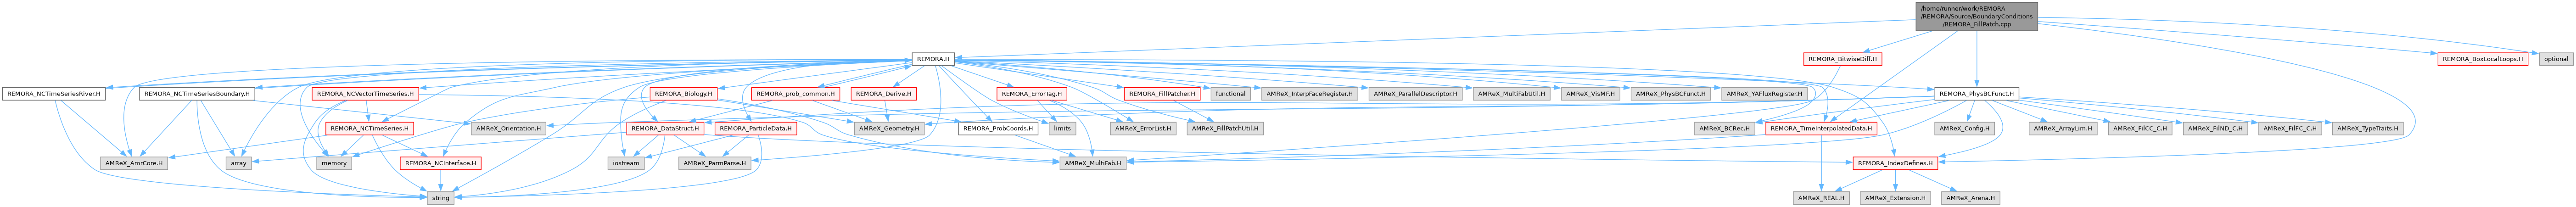 /home/runner/work/REMORA
/REMORA/Source/BoundaryConditions
/REMORA_FillPatch.cpp
REMORA.H
REMORA_BitwiseDiff.H
REMORA_BoxLocalLoops.H
optional
REMORA_NCTimeSeriesRiver.H
REMORA_NCTimeSeriesBoundary.H
REMORA_NCVectorTimeSeries.H
REMORA_Biology.H
REMORA_prob_common.H
REMORA_Derive.H
REMORA_ErrorTag.H
REMORA_FillPatcher.H
functional
AMReX_InterpFaceRegister.H
AMReX_ParallelDescriptor.H
AMReX_MultiFabUtil.H
AMReX_VisMF.H
AMReX_PhysBCFunct.H
AMReX_YAFluxRegister.H
REMORA_PhysBCFunct.H
AMReX_Orientation.H
REMORA_NCTimeSeries.H
REMORA_DataStruct.H
REMORA_ParticleData.H
AMReX_Geometry.H
REMORA_ProbCoords.H
limits
AMReX_ErrorList.H
AMReX_FillPatchUtil.H
AMReX_BCRec.H
REMORA_TimeInterpolatedData.H
AMReX_Config.H
AMReX_ArrayLim.H
AMReX_FilCC_C.H
AMReX_FilND_C.H
AMReX_FilFC_C.H
AMReX_TypeTraits.H
AMReX_AmrCore.H
array
memory
REMORA_NCInterface.H
iostream
AMReX_ParmParse.H
AMReX_MultiFab.H
REMORA_IndexDefines.H
string
AMReX_REAL.H
AMReX_Extension.H
AMReX_Arena.H